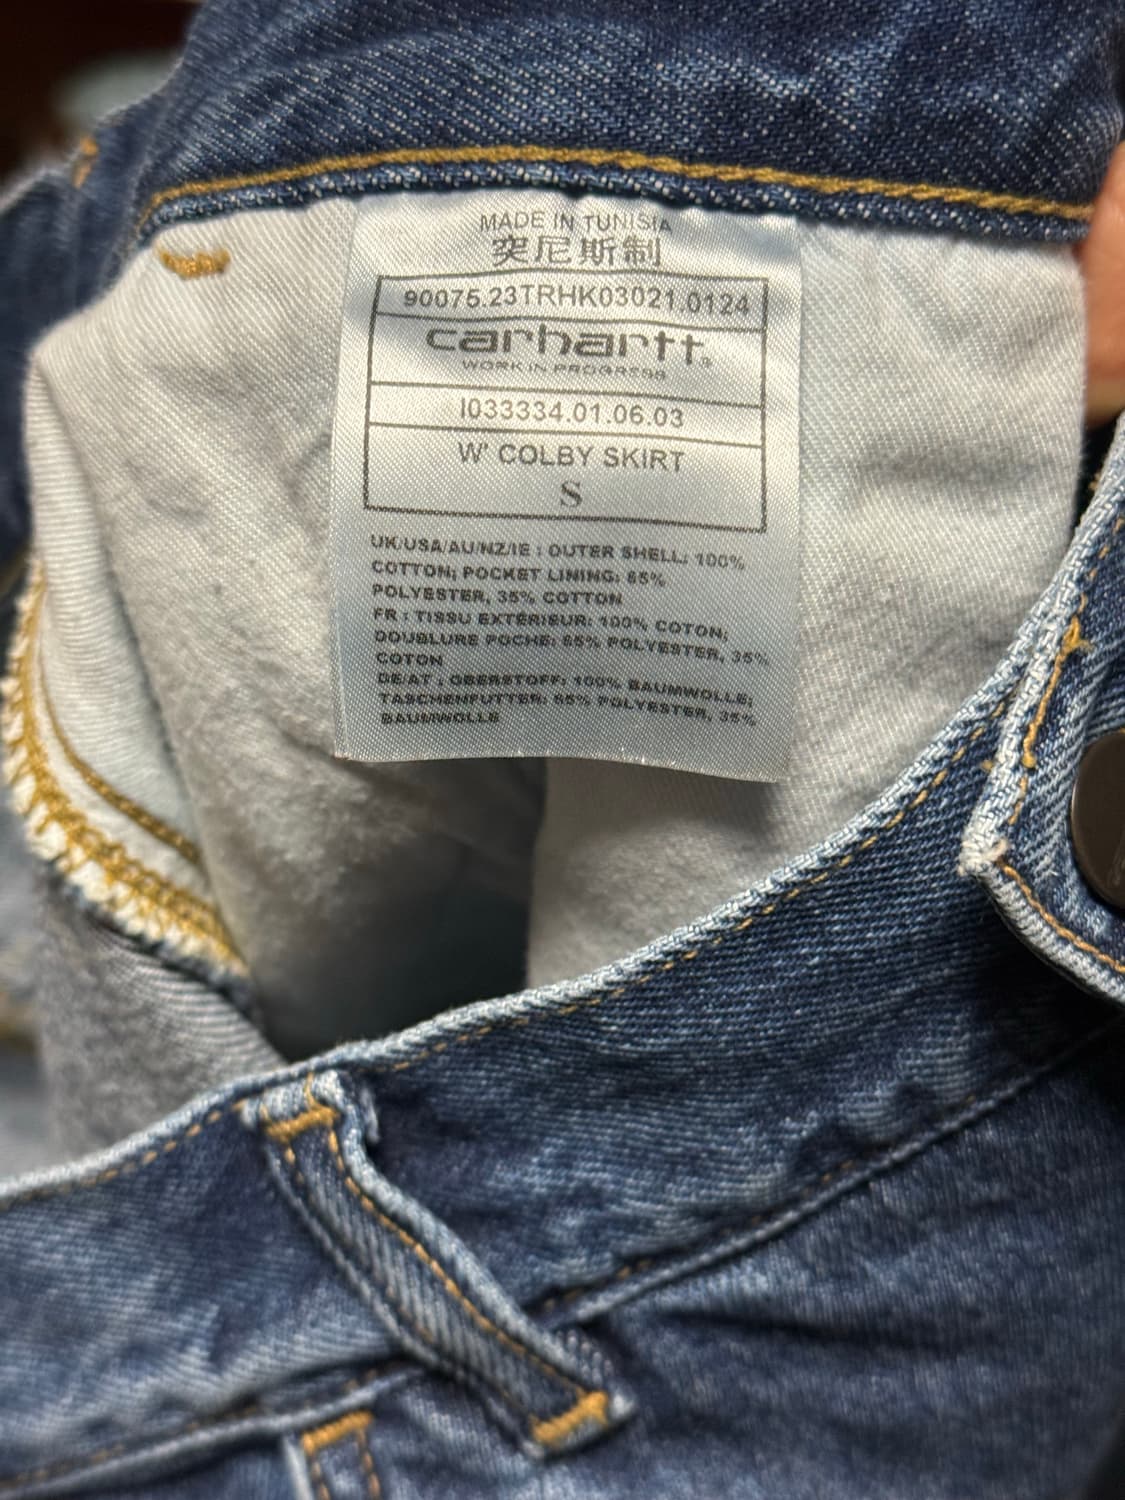 MADE IN TUNISIA
突尼斯制
90075.23TRHK03021.0124
carhartt
WORK IN PROGRESS
I033334.01.06.03
W' COLBY SKIRT
S
UK/USA/AU/NZ/IE : OUTER SHELL: 100%
COTTON; POCKET LINING: 65%
POLYESTER, 35% COTTON
FR : TISSU EXTÉRIEUR: 100% COTON;
DOUBLURE POCHE: 65% POLYESTER, 35%
COTON
DE/AT : OBERSTOFF: 100% BAUMWOLLE;
TASCHENFUTTER: 65% POLYESTER, 35%
BAUMWOLLE